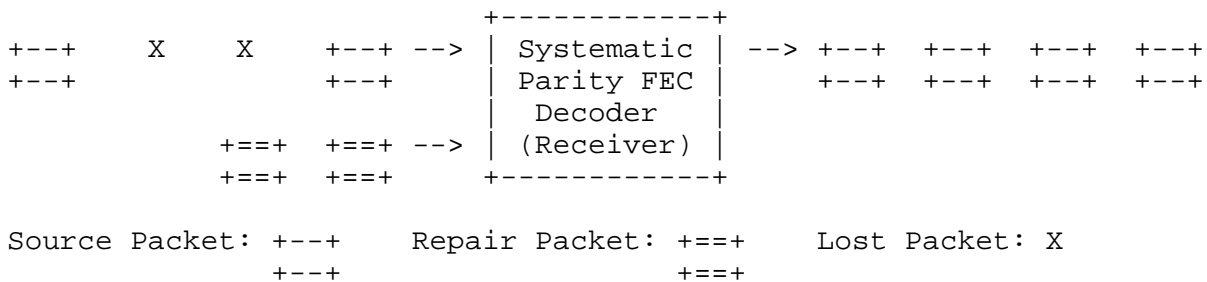 +------------+
+--+    X    X    +--+ -->     | Systematic | --> +--+  +--+  +--+  +--+
+--+              +--+         | Parity FEC |     +--+  +--+  +--+  +--+
                               |  Decoder   |
            +==+  +==+ -->     | (Receiver) |
            +==+  +==+         +------------+
Source Packet: +--+    Repair Packet: +==+    Lost Packet: X
               +--+                   +==+